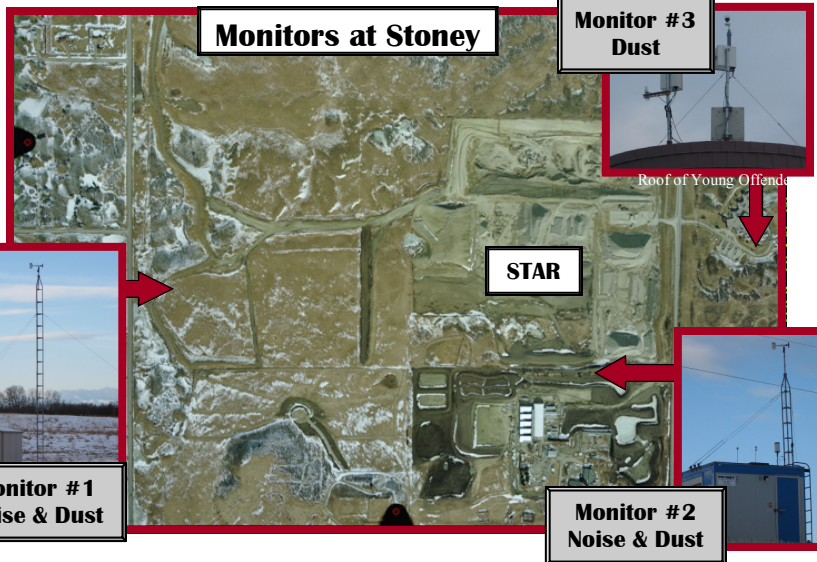 Monitors at Stoney
Monitor #3
Dust
Roof of Young Offende
STAR
onitor #1
ise & Dust
Monitor #2
Noise & Dust